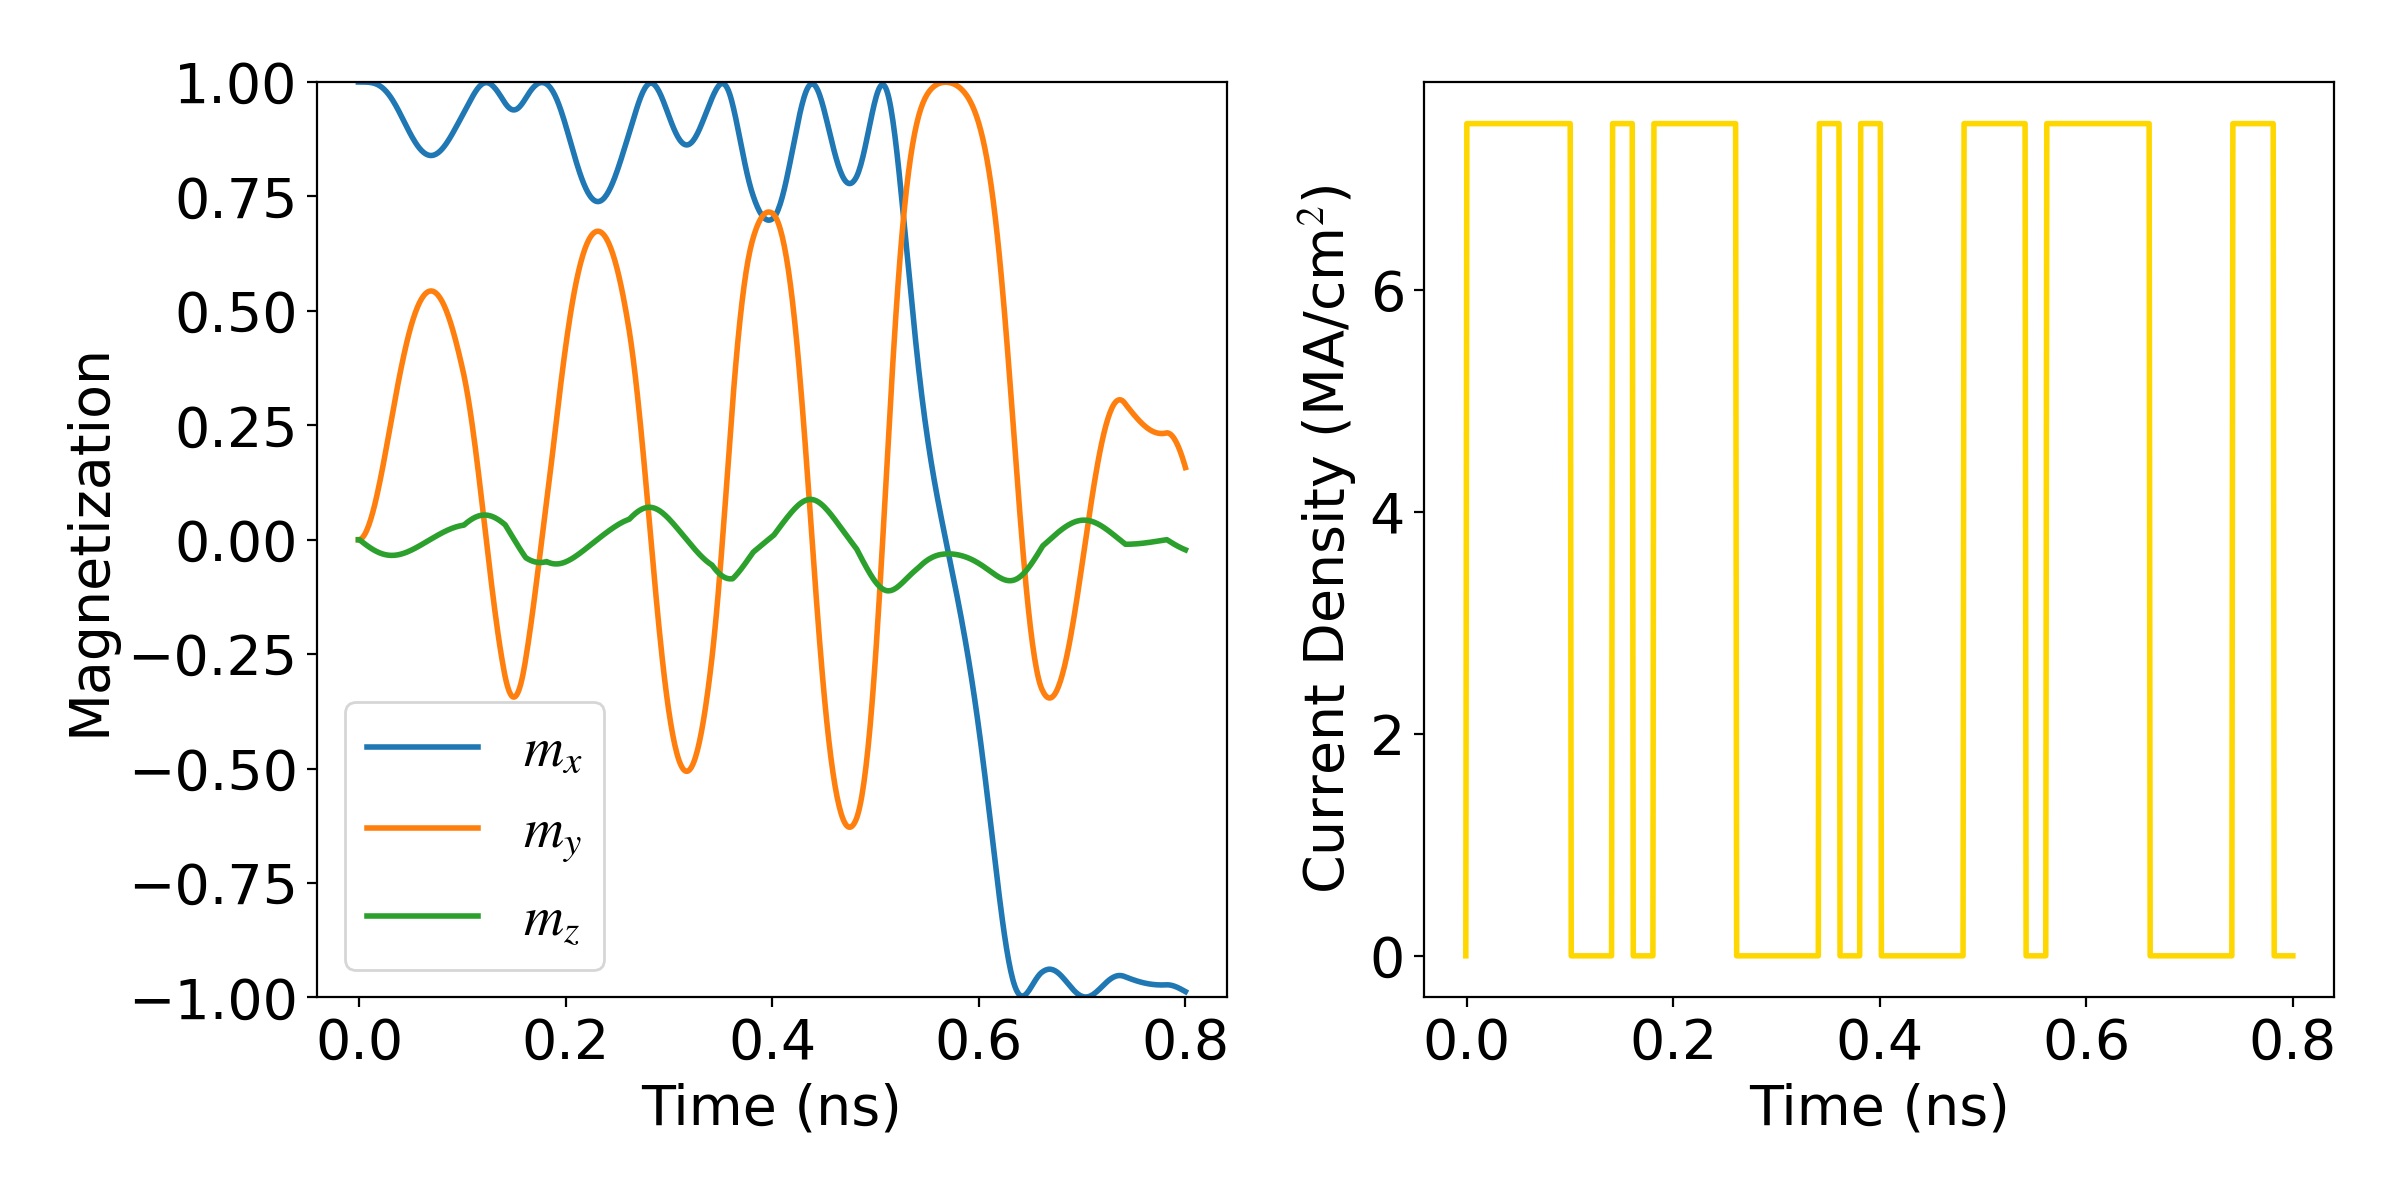 1.00
0.75
0.50
0.25
0.00
−0.25
−0.50
−0.75
−1.00
Magnetization
m_x
m_y
m_z
0.0 0.2 0.4 0.6 0.8
Time (ns)
6
4
2
0
Current Density (MA/cm²)
0.0 0.2 0.4 0.6 0.8
Time (ns)